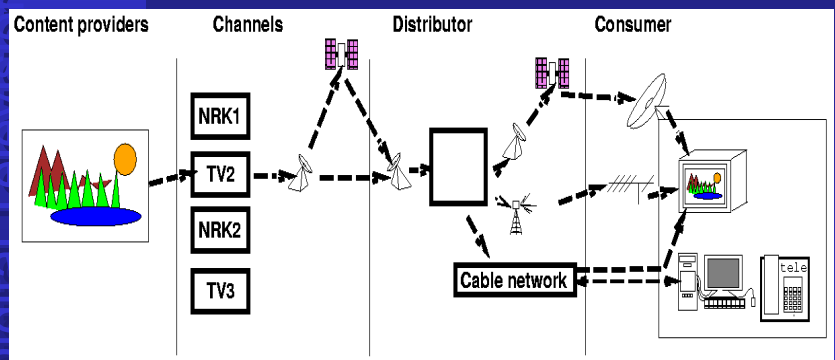 Content providers
Channels
Distributor
Consumer
NRK1
TV2
NRK2
TV3
Cable network
tele